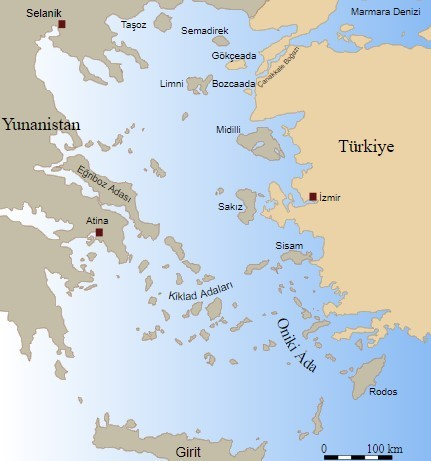 Selanik
Marmara Denizi
Taşoz
Semadirek
Gökçeada
Çanakkale Boğazı
Limni
Bozcaada
Yunanistan
Midilli
Türkiye
Eğriboz Adası
İzmir
Sakız
Atina
Sisam
Kiklad Adaları
Oniki Ada
Rodos
Girit
0 100 km